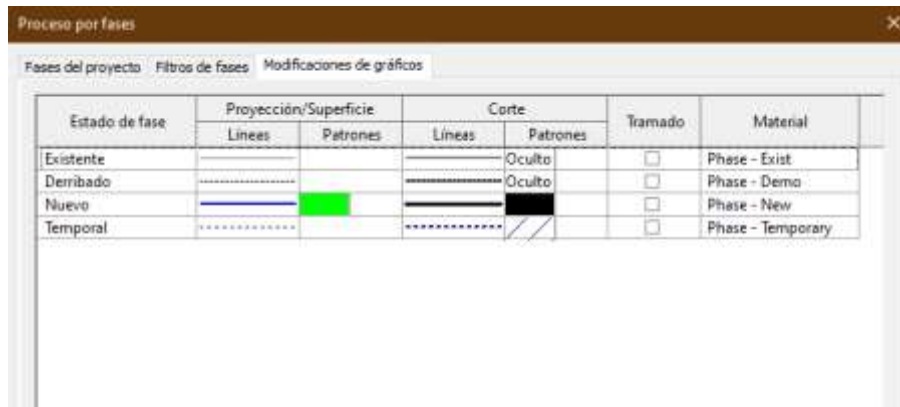 Proceso por fases
Fases del proyecto Filtros de fases Modificaciones de gráficos
Estado de fase Proyección/Superficie Corte Tramado Material
Líneas Patrones Líneas Patrones
Existente Oculto Phase - Exist
Derribado Oculto Phase - Demo
Nuevo Phase - New
Temporal Phase - Temporary